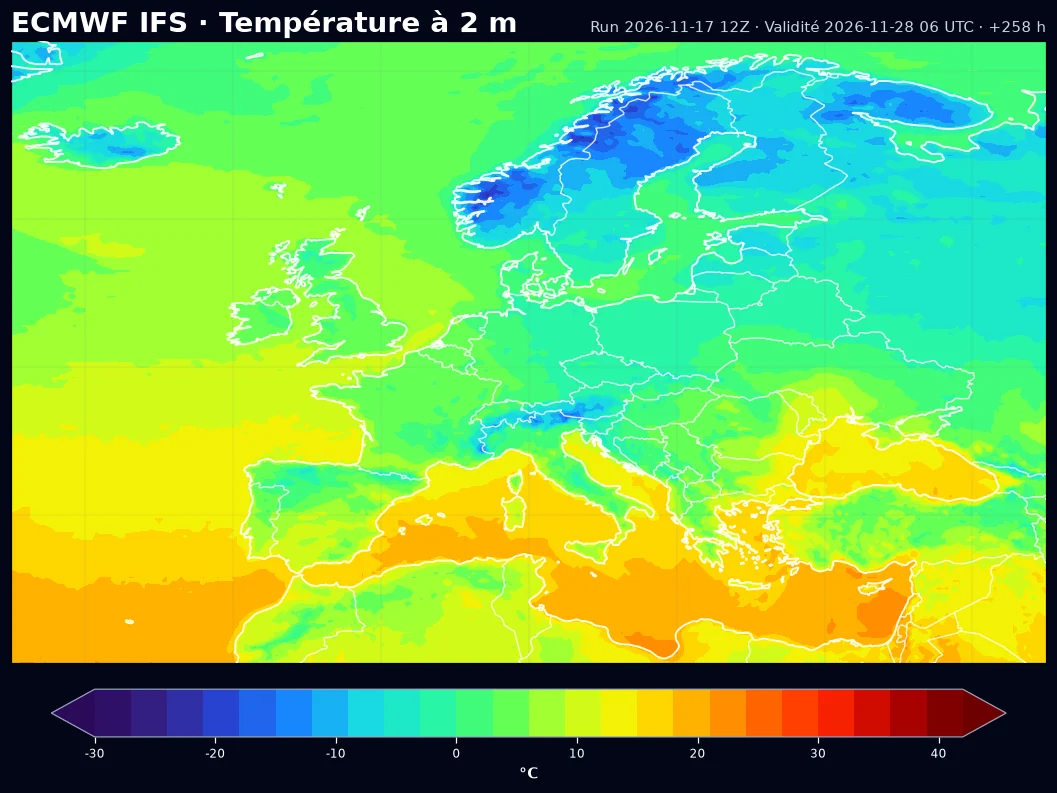 ECMWF IFS · Température à 2 m
Run 2026-11-17 12Z · Validité 2026-11-28 06 UTC · +258 h
-30 -20 -10 0 10 20 30 40
°C